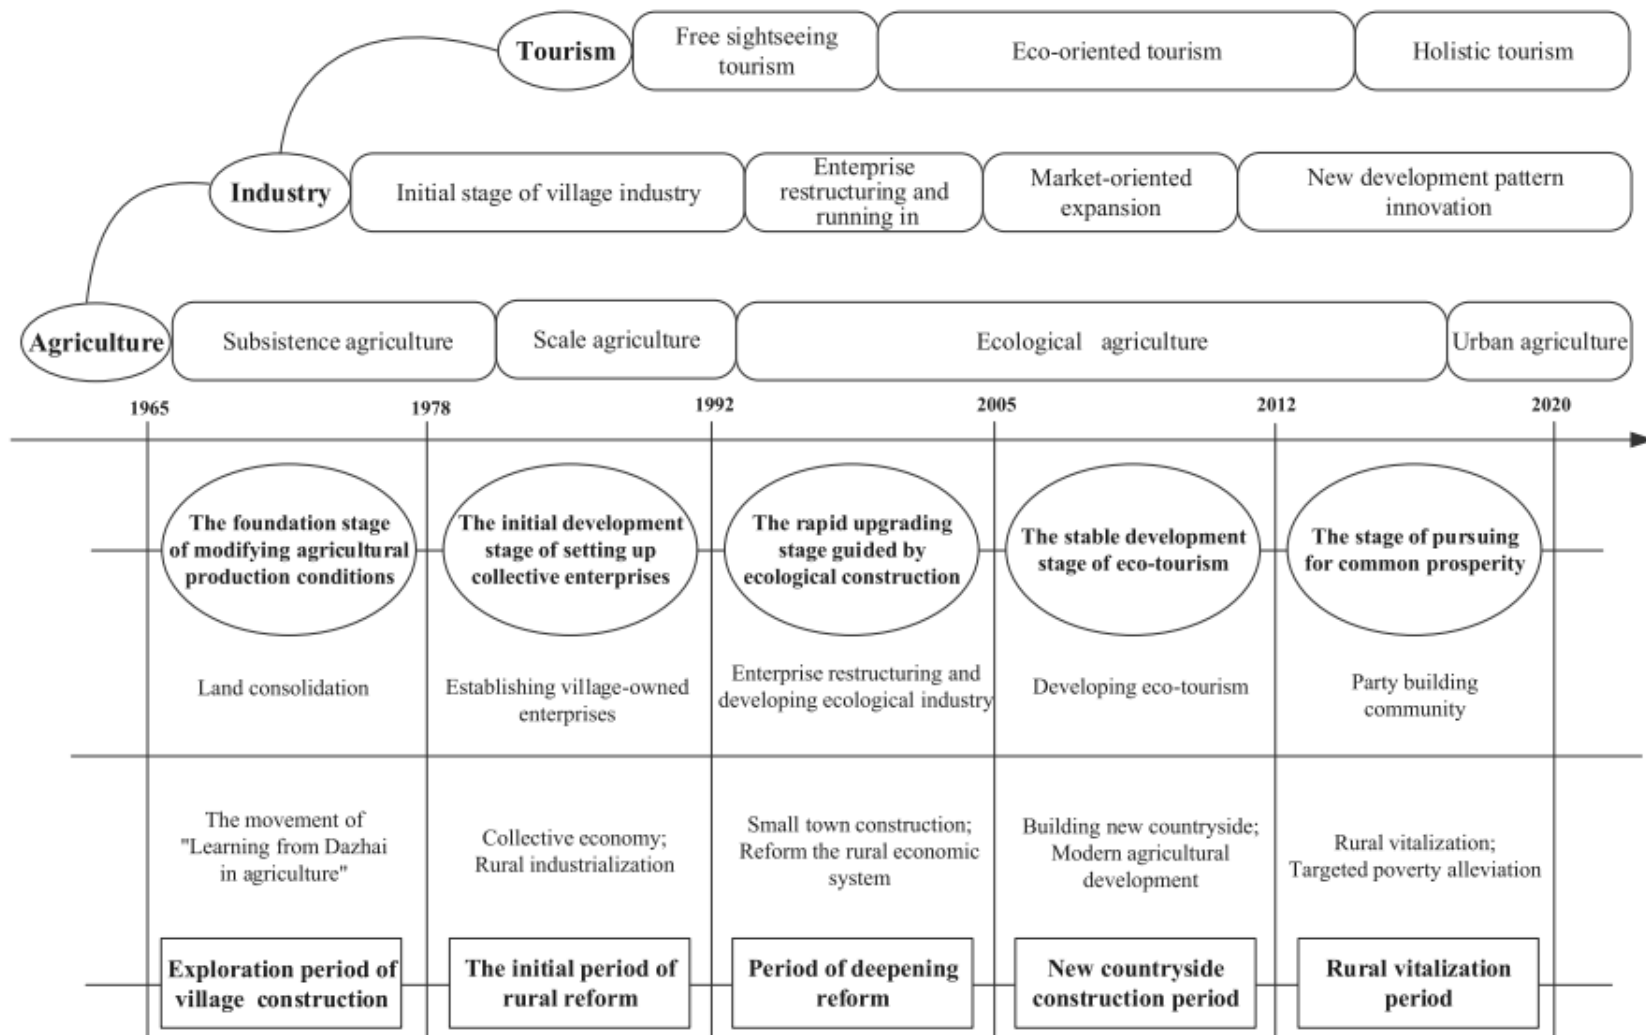 Tourism
Free sightseeing
tourism
Eco-oriented tourism
Holistic tourism
Industry
Initial stage of village industry
Enterprise
restructuring and
running in
Market-oriented
expansion
New development pattern
innovation
Agriculture
Subsistence agriculture
Scale agriculture
Ecological agriculture
Urban agriculture
1965
1978
1992
2005
2012
2020
The foundation stage
of modifying agricultural
production conditions
The initial development
stage of setting up
collective enterprises
The rapid upgrading
stage guided by
ecological construction
The stable development
stage of eco-tourism
The stage of pursuing
for common prosperity
Land consolidation
Establishing village-owned
enterprises
Enterprise restructuring and
developing ecological industry
Developing eco-tourism
Party building
community
The movement of
"Learning from Dazhai
in agriculture"
Collective economy;
Rural industrialization
Small town construction;
Reform the rural economic
system
Building new countryside;
Modern agricultural
development
Rural vitalization;
Targeted poverty alleviation
Exploration period of
village construction
The initial period of
rural reform
Period of deepening
reform
New countryside
construction period
Rural vitalization
period